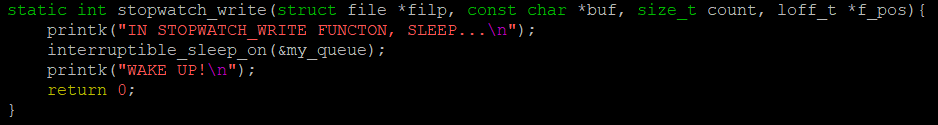 static int stopwatch_write(struct file *filp, const char *buf, size_t count, loff_t *f_pos){
    printk("IN STOPWATCH_WRITE FUNCTON, SLEEP...\n");
    interruptible_sleep_on(&my_queue);
    printk("WAKE UP!\n");
    return 0;
}